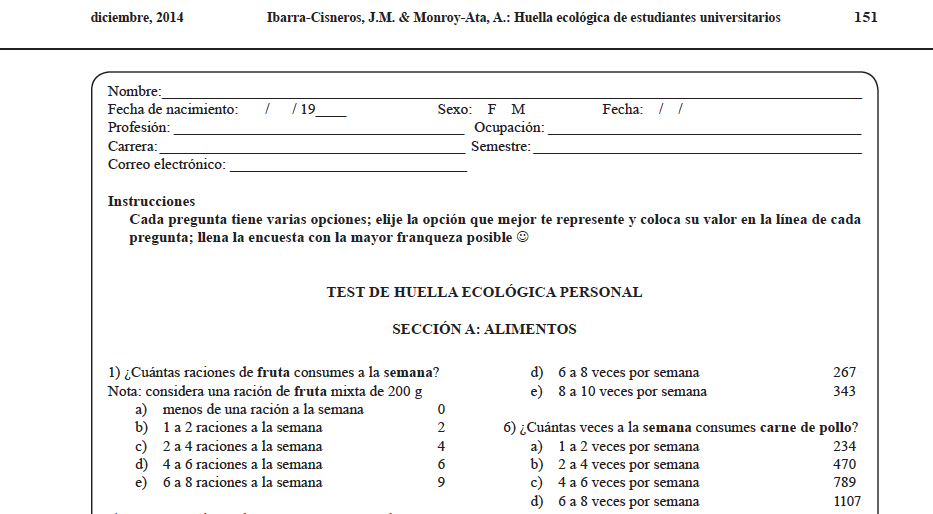 diciembre, 2014 Ibarra-Cisneros, J.M. & Monroy-Ata, A.: Huella ecológica de estudiantes universitarios 151
Nombre:
Fecha de nacimiento: / / 19____ Sexo: F M Fecha: / /
Profesión: Ocupación:
Carrera: Semestre:
Correo electrónico:
Instrucciones
Cada pregunta tiene varias opciones; elije la opción que mejor te represente y coloca su valor en la línea de cada
pregunta; llena la encuesta con la mayor franqueza posible ☺
TEST DE HUELLA ECOLÓGICA PERSONAL
SECCIÓN A: ALIMENTOS
1) ¿Cuántas raciones de fruta consumes a la semana?
Nota: considera una ración de fruta mixta de 200 g
a) menos de una ración a la semana 0
b) 1 a 2 raciones a la semana 2
c) 2 a 4 raciones a la semana 4
d) 4 a 6 raciones a la semana 6
e) 6 a 8 raciones a la semana 9
d) 6 a 8 veces por semana 267
e) 8 a 10 veces por semana 343
6) ¿Cuántas veces a la semana consumes carne de pollo?
a) 1 a 2 veces por semana 234
b) 2 a 4 veces por semana 470
c) 4 a 6 veces por semana 789
d) 6 a 8 veces por semana 1107